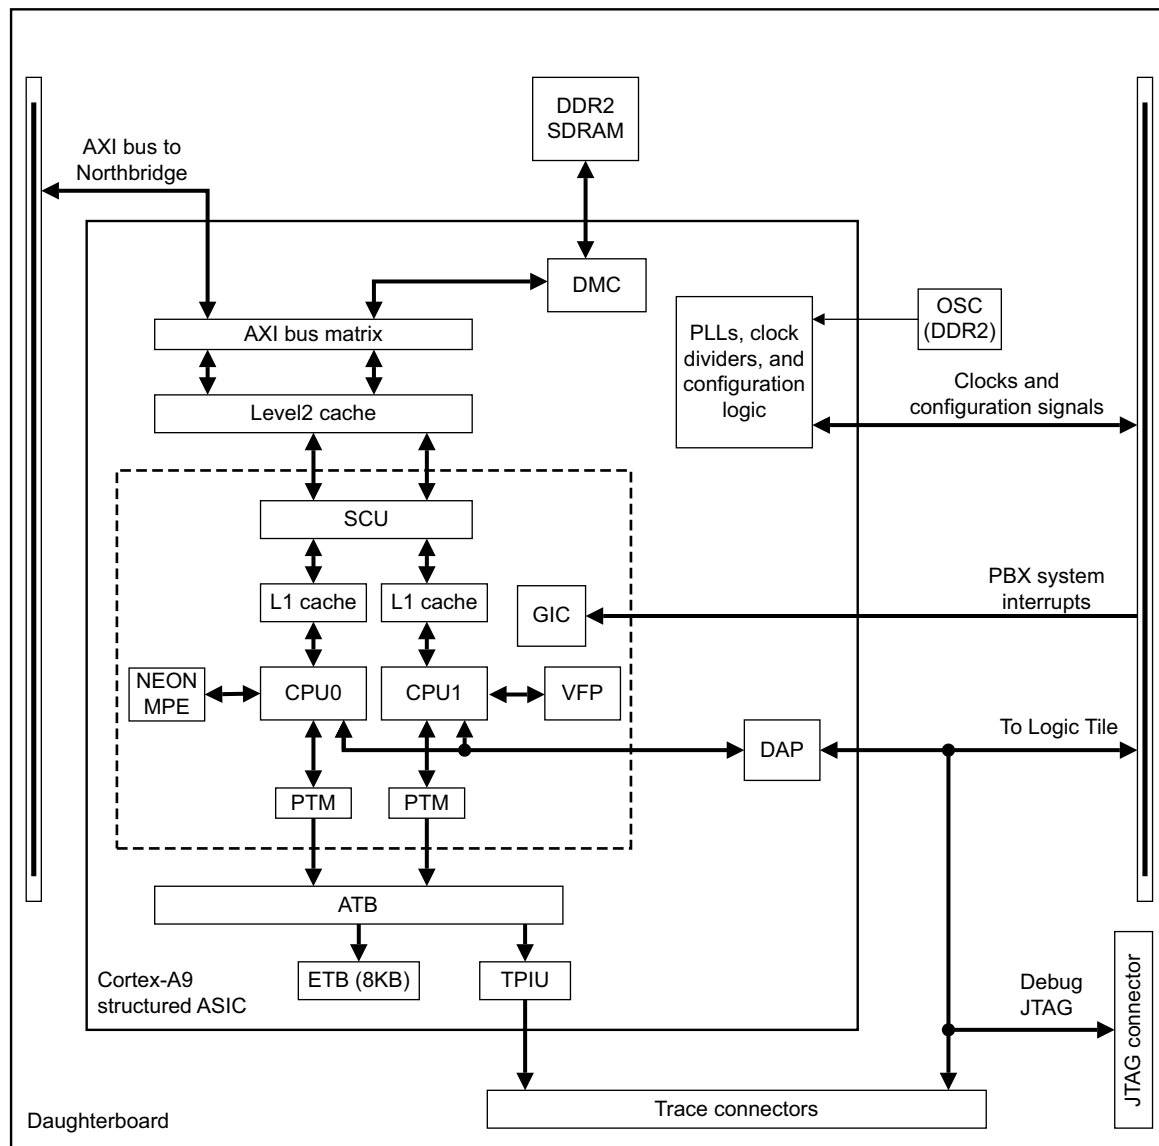 DDR2
SDRAM
AXI bus to
Northbridge
DMC
OSC
(DDR2)
AXI bus matrix
PLLs, clock
dividers, and
configuration
logic
Clocks and
configuration signals
Level2 cache
SCU
L1 cache
L1 cache
GIC
PBX system
interrupts
NEON
MPE
CPU0
CPU1
VFP
DAP
To Logic Tile
PTM
PTM
ATB
ETB (8KB)
TPIU
Cortex-A9
structured ASIC
Debug
JTAG
JTAG connector
Trace connectors
Daughterboard